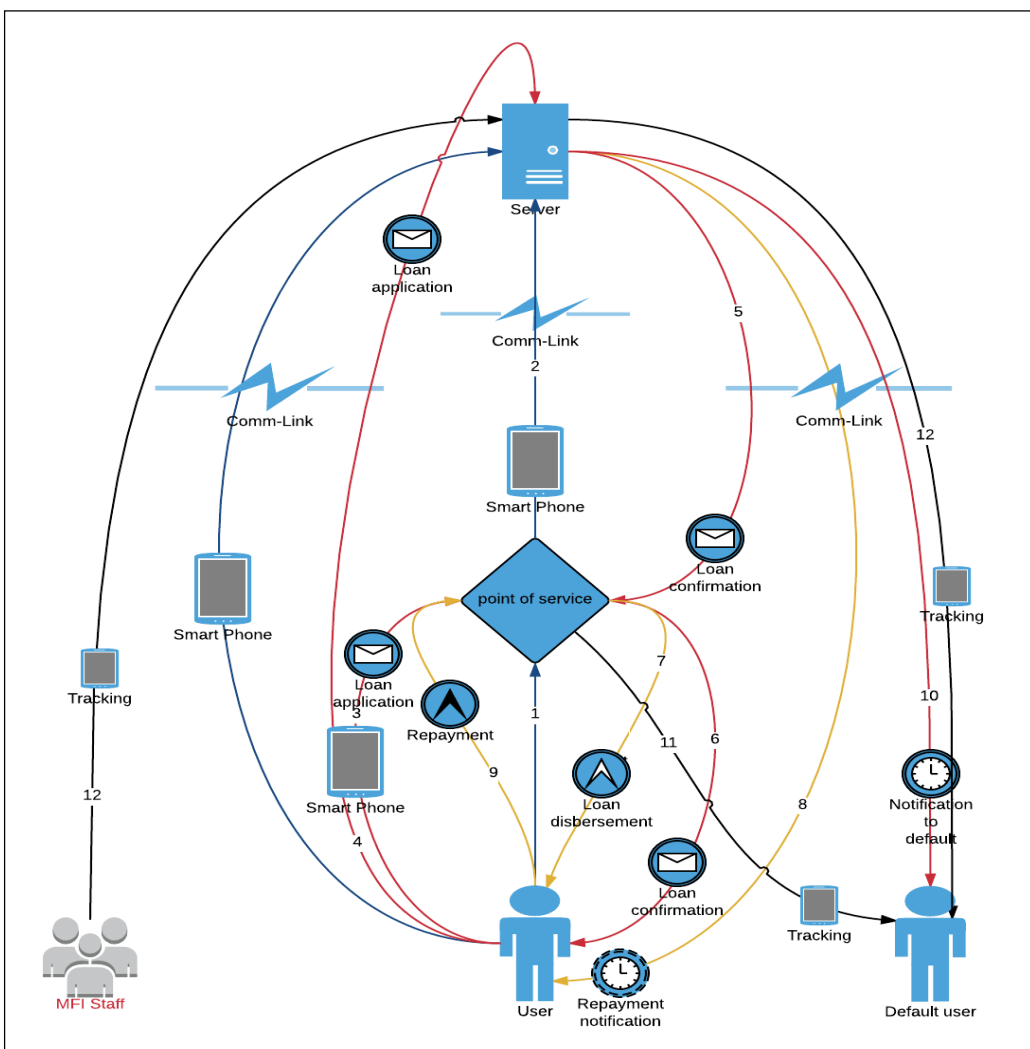 Server
Loan
application
5
Comm-Link
2
Comm-Link
Comm-Link
12
Smart Phone
Loan
confirmation
point of service
Tracking
Smart Phone
7
Loan
application
Tracking
10
1
3
Repayment
11
6
9
12
Smart Phone
Loan
disbersement
8
Notification
to
default
4
Loan
confirmation
Tracking
MFI Staff
User
Repayment
notification
Default user